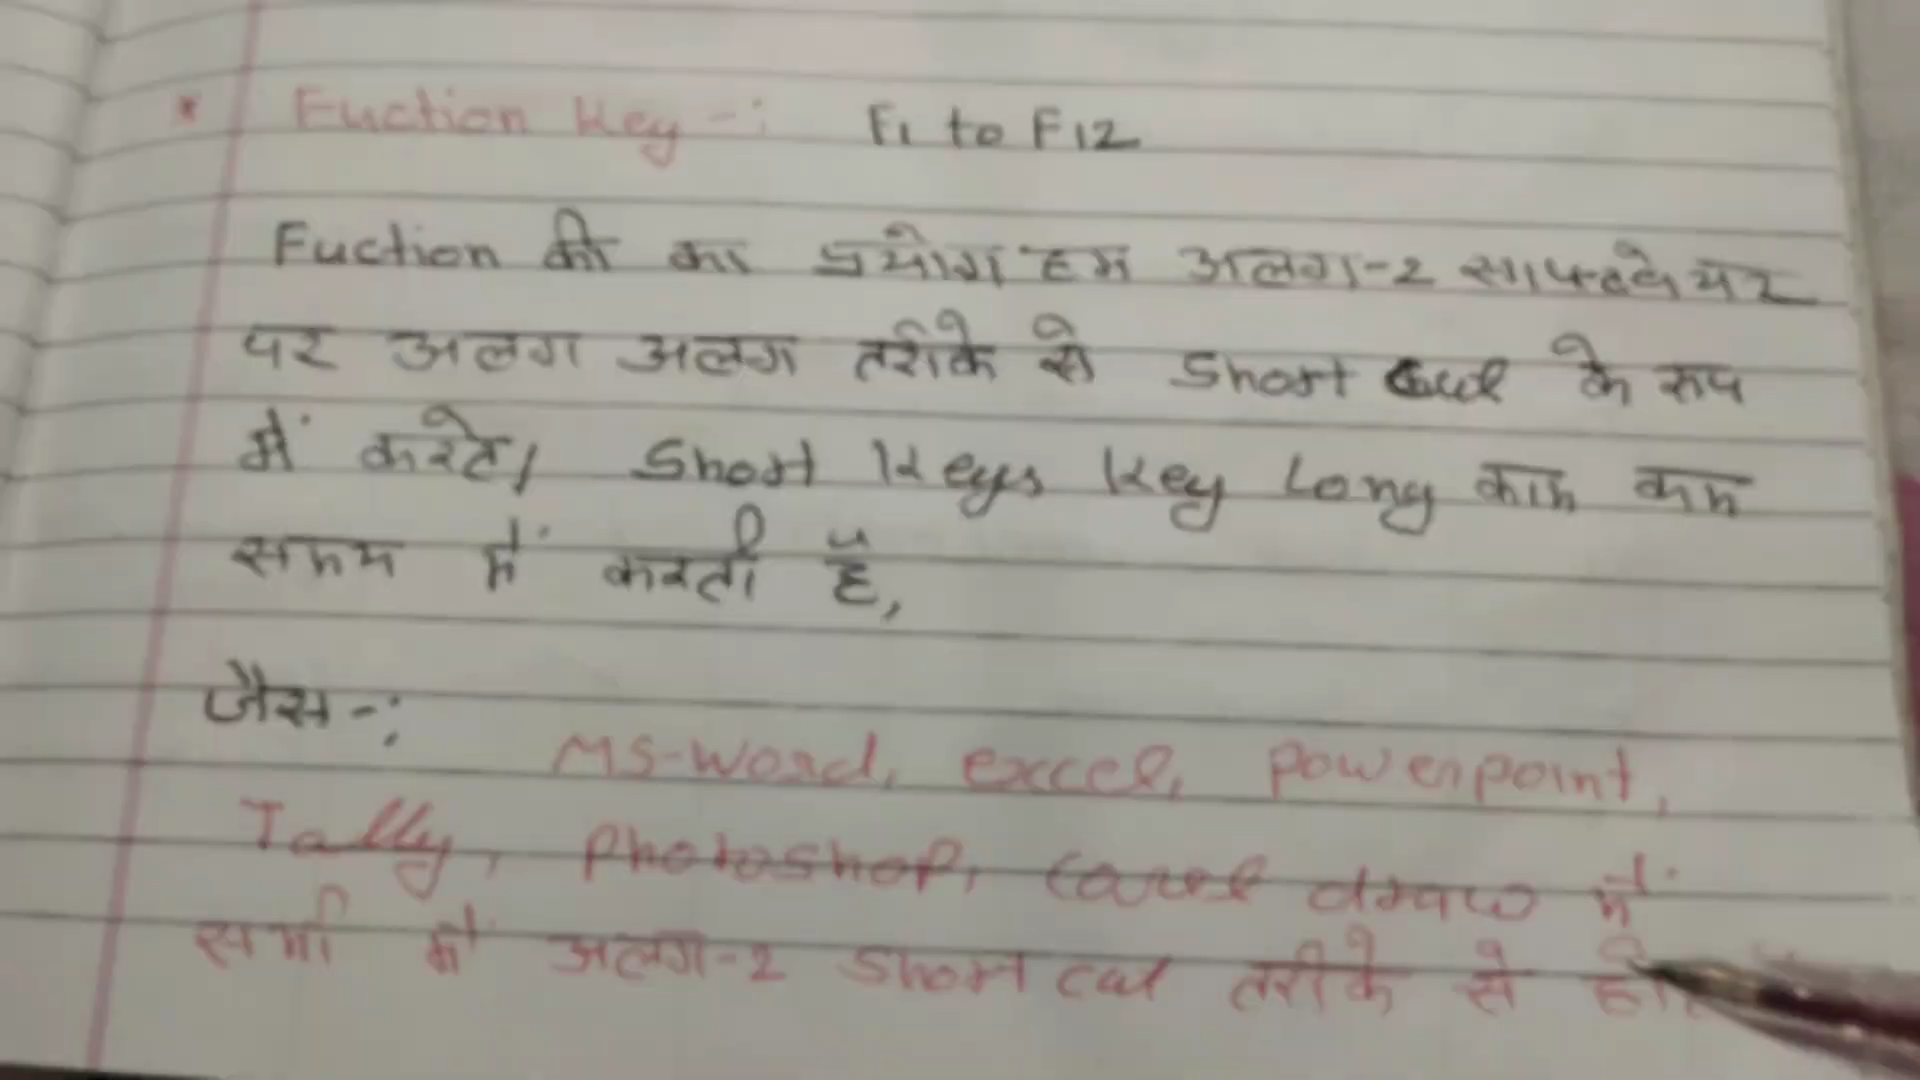 * Fuction Key -: F1 to F12
Fuction की का प्रयोग हम अलग-2 साफ्टवेयर
पर अलग अलग तरीके से Short Cut के रूप
में करते। Short Keys Key Long काम कम
समय में करती हैं,
जैस -:
MS-Word, excel, Powerpoint,
Tally, Photoshop, Corel draw में
सभी में अलग-2 Short cut तरीके से